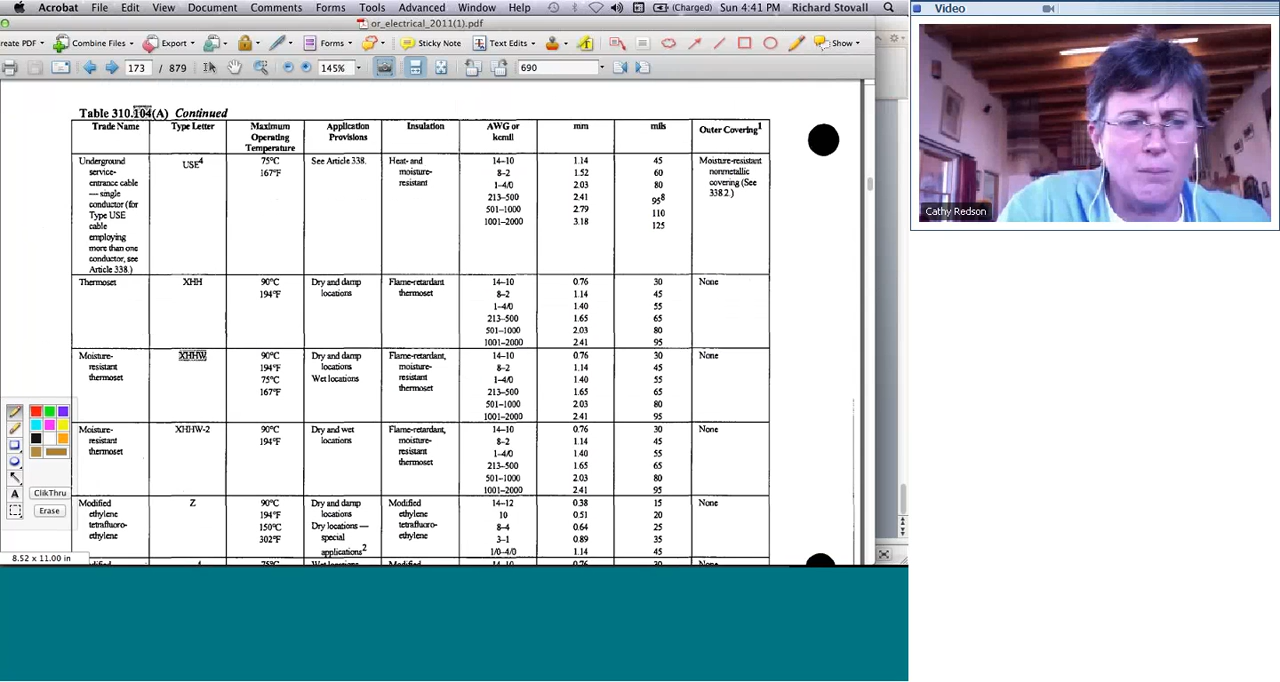 Acrobat File Edit View Document Comments Forms Tools Advanced Window Help (Charged) Sun 4:41 PM Richard Stovall
or_electrical_2011(1).pdf
reate PDF Combine Files Export Forms Sticky Note Text Edits Show
173 / 879 145% 690
Table 310.104(A) Continued
Trade Name Type Letter Maximum Operating Temperature Application Provisions Insulation AWG or kcmil mm mils Outer Covering1
Underground service-entrance cable — single conductor (for Type USE cable employing more than one conductor, see Article 338.)
USE4
75°C
167°F
See Article 338.
Heat- and moisture-resistant
14–10 1.14 45
8–2 1.52 60
1–4/0 2.03 80
213–500 2.41 958
501–1000 2.79 110
1001–2000 3.18 125
Moisture-resistant nonmetallic covering (See 338.2.)
Thermoset
XHH
90°C
194°F
Dry and damp locations
Flame-retardant thermoset
14–10 0.76 30
8–2 1.14 45
1–4/0 1.40 55
213–500 1.65 65
501–1000 2.03 80
1001–2000 2.41 95
None
Moisture-resistant thermoset
XHHW
90°C
194°F
75°C
167°F
Dry and damp locations
Wet locations
Flame-retardant, moisture-resistant thermoset
14–10 0.76 30
8–2 1.14 45
1–4/0 1.40 55
213–500 1.65 65
501–1000 2.03 80
1001–2000 2.41 95
None
Moisture-resistant thermoset
XHHW-2
90°C
194°F
Dry and wet locations
Flame-retardant, moisture-resistant thermoset
14–10 0.76 30
8–2 1.14 45
1–4/0 1.40 55
213–500 1.65 65
501–1000 2.03 80
1001–2000 2.41 95
None
Modified ethylene tetrafluoro-ethylene
Z
90°C
194°F
150°C
302°F
Dry and damp locations
Dry locations — special applications2
Modified ethylene tetrafluoro-ethylene
14–12 0.38 15
10 0.51 20
8–4 0.64 25
3–1 0.89 35
1/0–4/0 1.14 45
None
ClikThru
Erase
8.52 x 11.00 in
Video
Cathy Redson